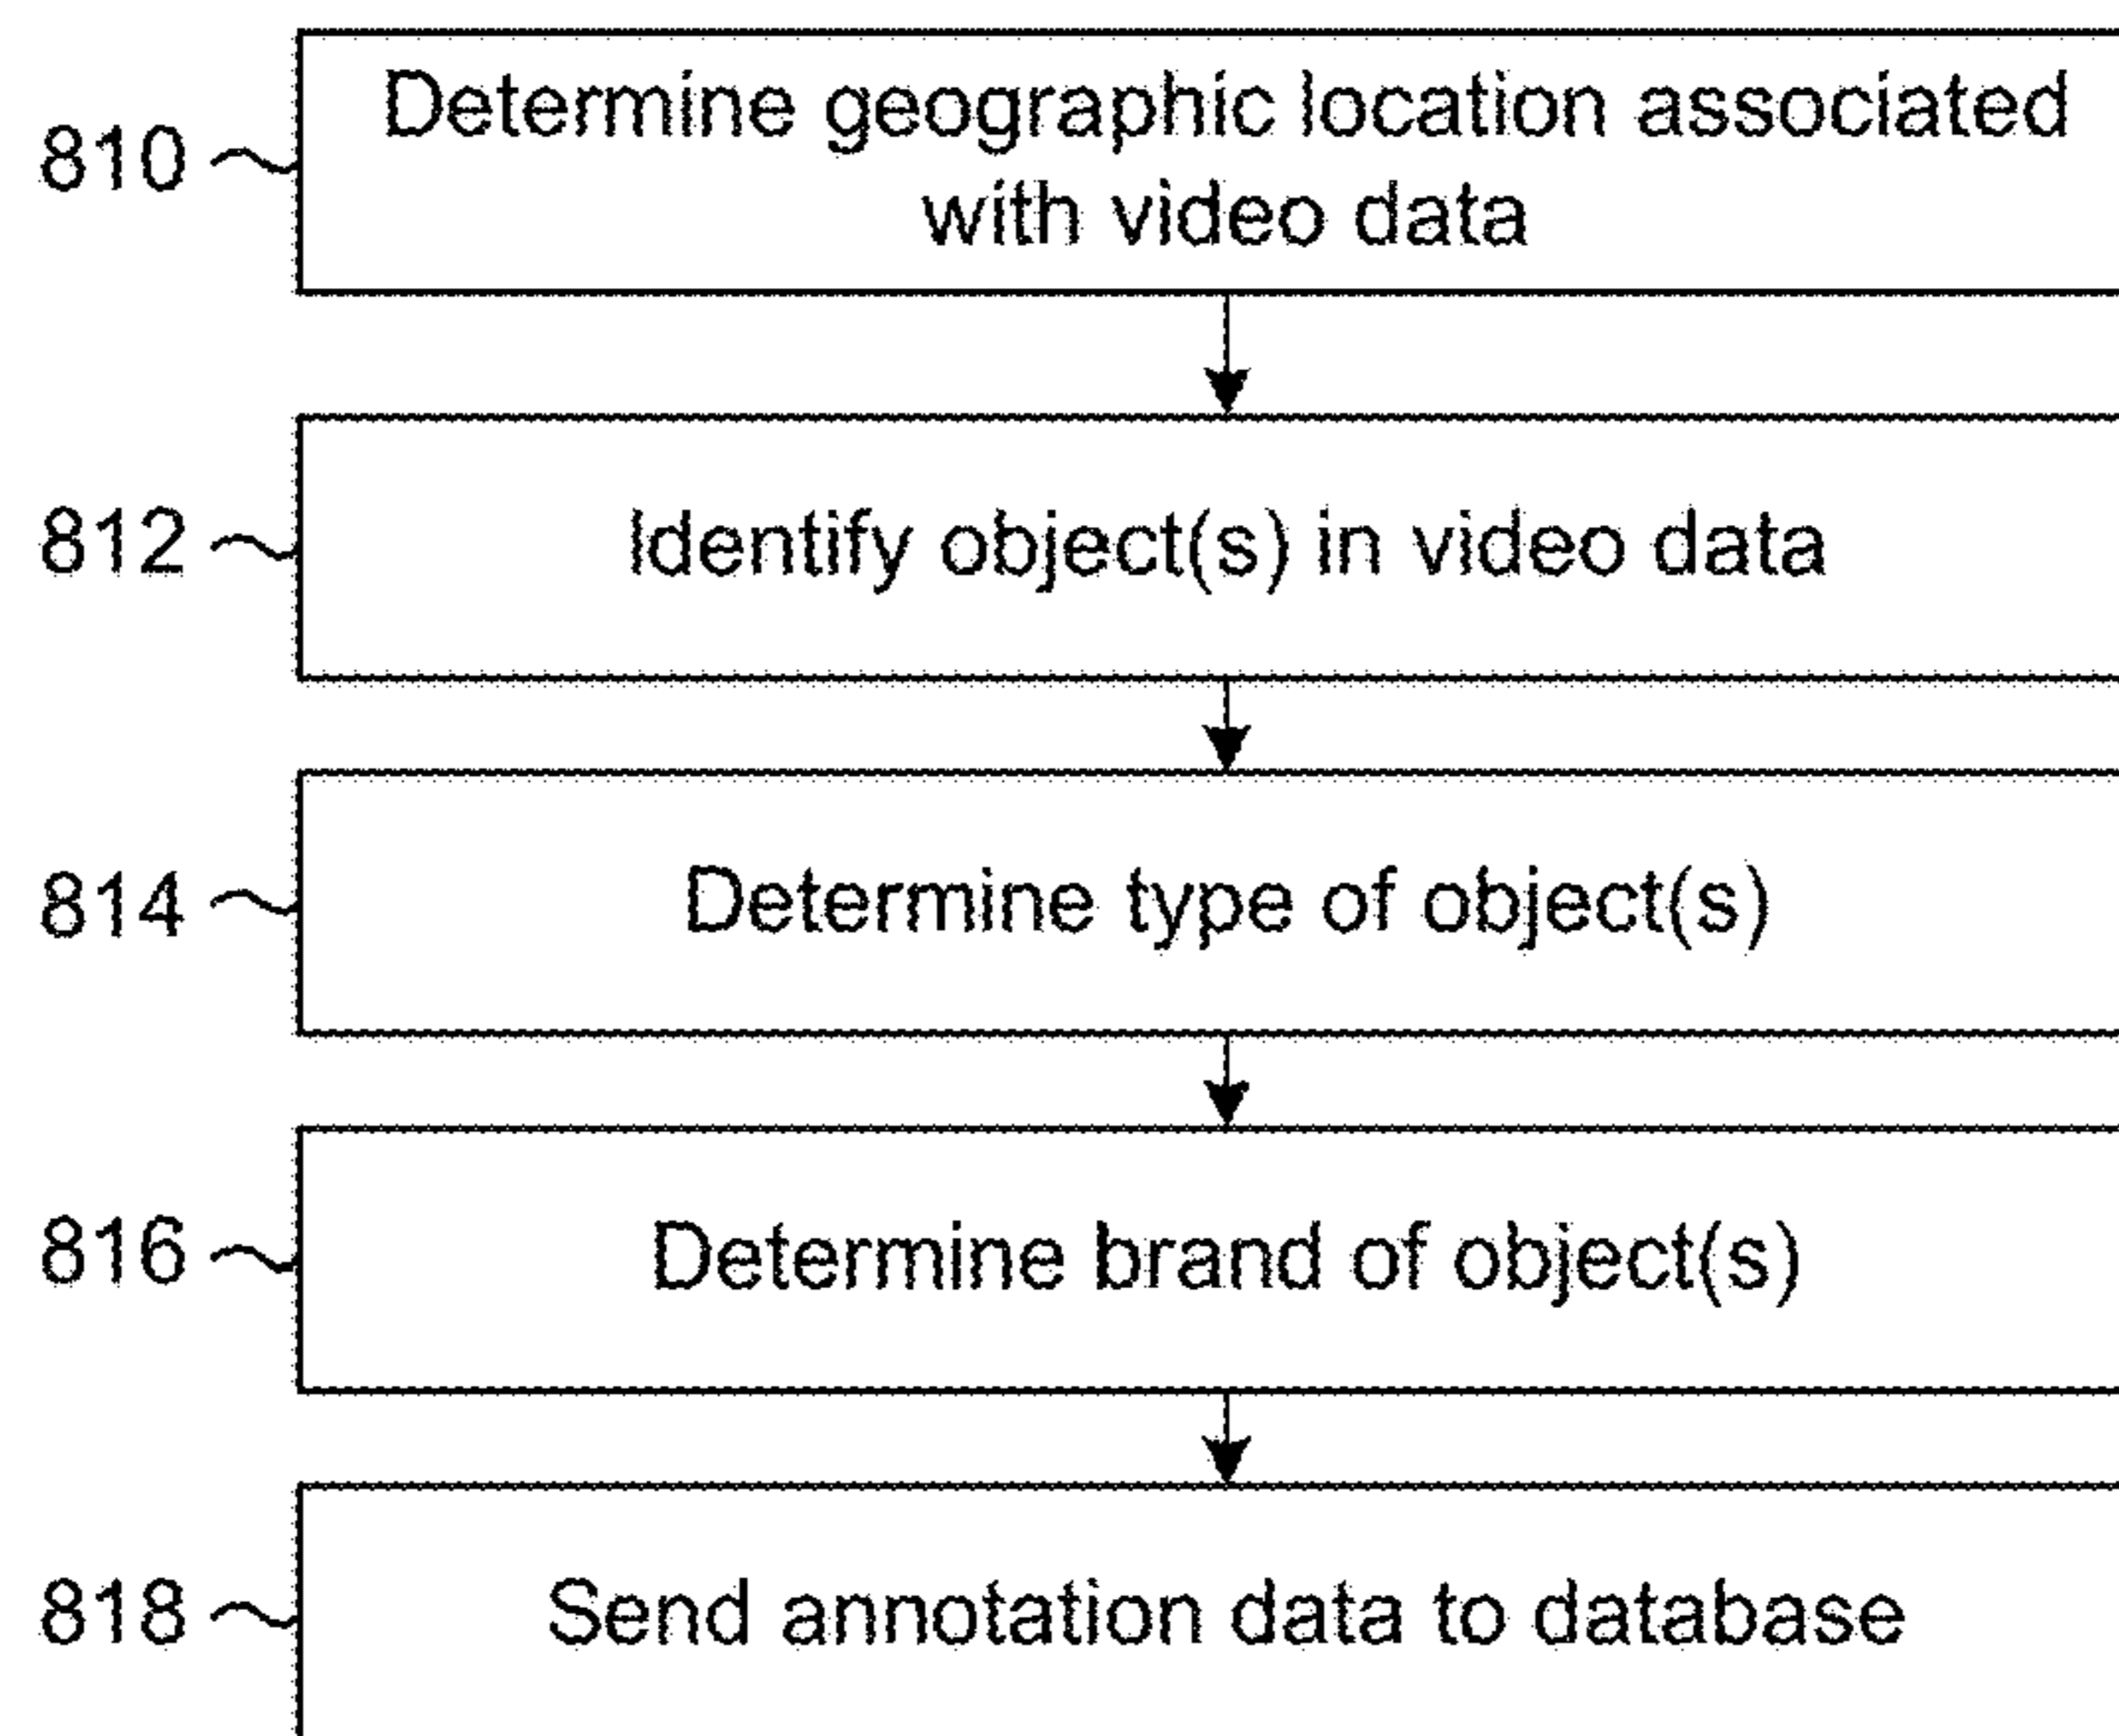 810
Determine geographic location associated
with video data
812
Identify object(s) in video data
814
Determine type of object(s)
816
Determine brand of object(s)
818
Send annotation data to database